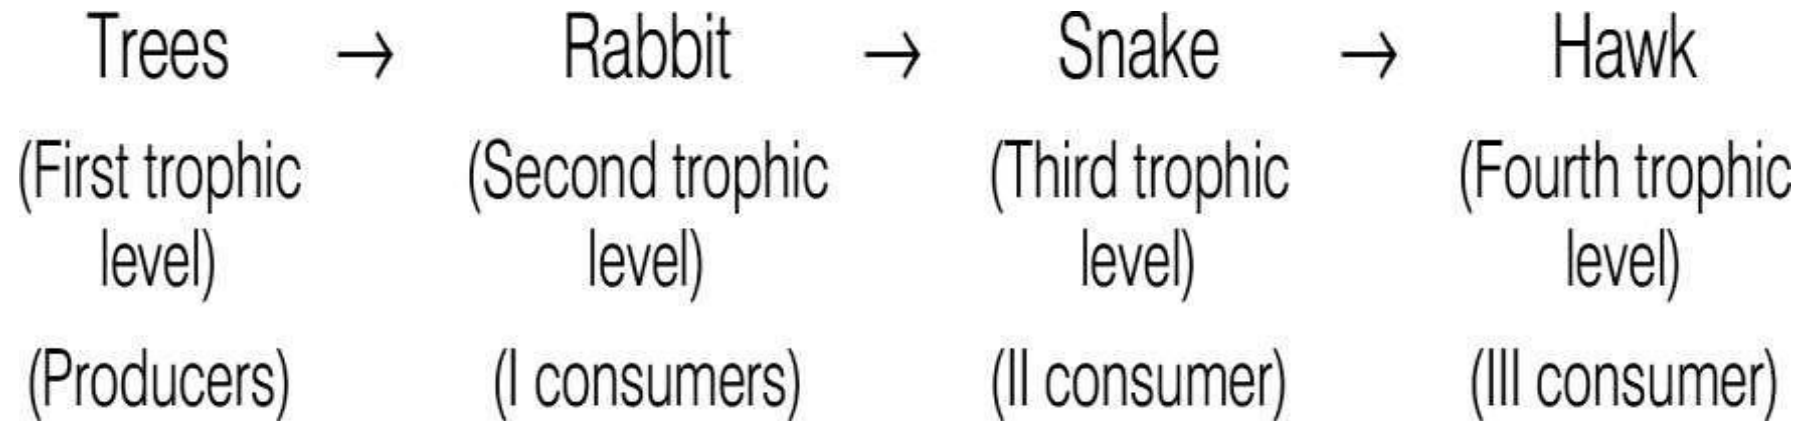 Trees → Rabbit → Snake → Hawk
(First trophic (Second trophic (Third trophic (Fourth trophic
level) level) level) level)
(Producers) (I consumers) (II consumer) (III consumer)